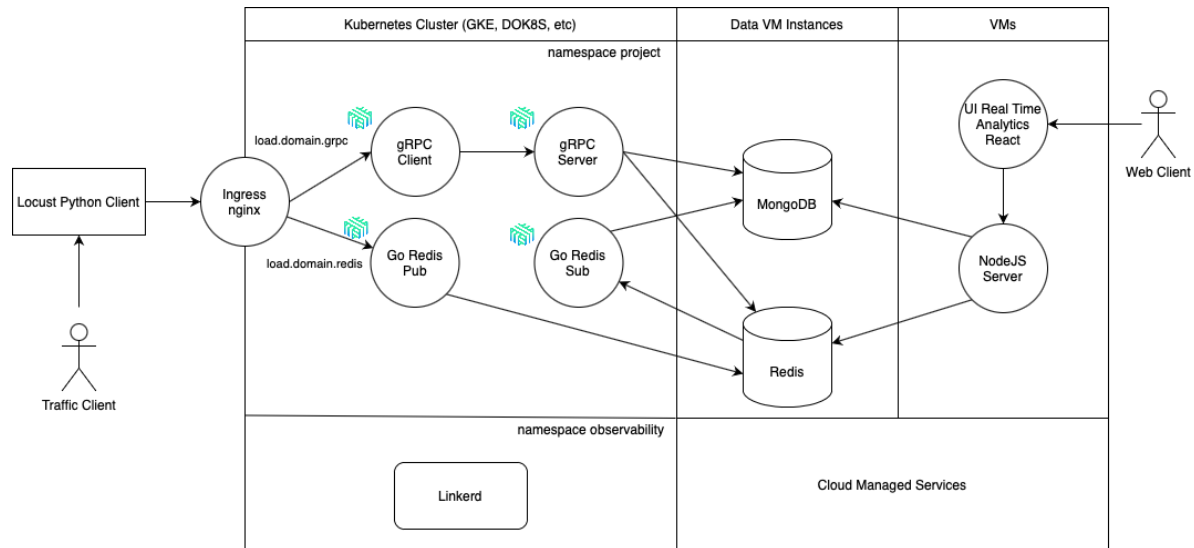 Kubernetes Cluster (GKE, DOK8S, etc)
Data VM Instances
VMs
namespace project
load.domain.grpc
gRPC
Client
gRPC
Server
UI Real Time
Analytics
React
Web Client
Locust Python Client
Ingress
nginx
MongoDB
load.domain.redis
Go Redis
Pub
Go Redis
Sub
NodeJS
Server
Redis
Traffic Client
namespace observability
Linkerd
Cloud Managed Services